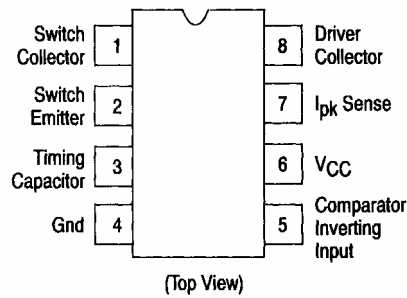 Switch
Collector
1
8
Driver
Collector
Switch
Emitter
2
7
Ipk Sense
Timing
Capacitor
3
6
VCC
Gnd
4
5
Comparator
Inverting
Input
(Top View)